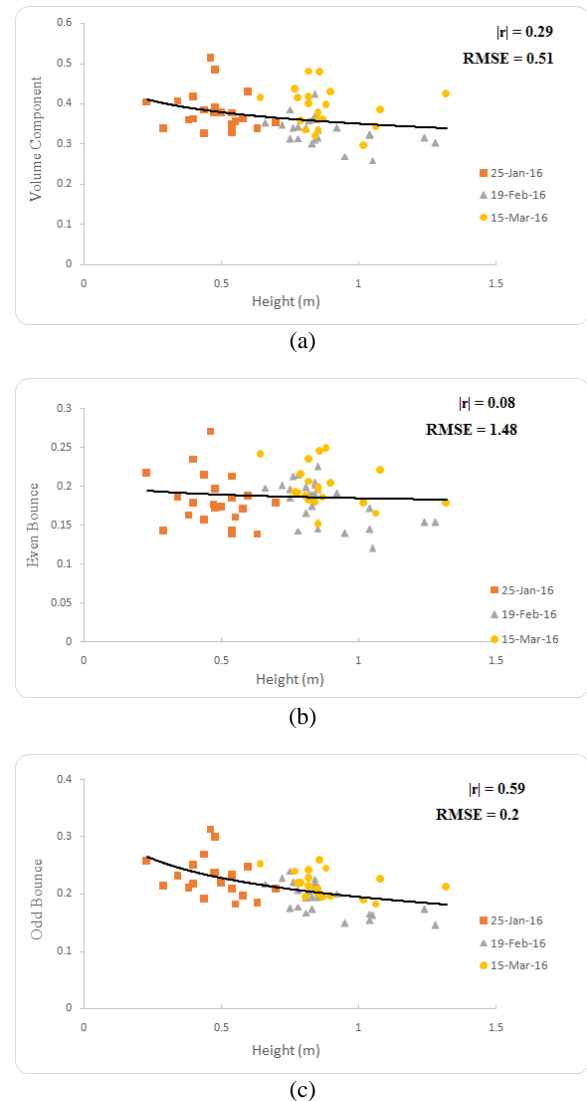 |r| = 0.29
RMSE = 0.51
0.6
0.5
0.4
0.3
0.2
0.1
0
Volume Component
25-Jan-16
19-Feb-16
15-Mar-16
0 0.5 1 1.5
Height (m)
(a)
|r| = 0.08
RMSE = 1.48
0.3
0.25
0.2
0.15
0.1
0.05
0
Even Bounce
25-Jan-16
19-Feb-16
15-Mar-16
0 0.5 1 1.5
Height (m)
(b)
|r| = 0.59
RMSE = 0.2
0.4
0.3
0.2
0.1
0
Odd Bounce
25-Jan-16
19-Feb-16
15-Mar-16
0 0.5 1 1.5
Height (m)
(c)